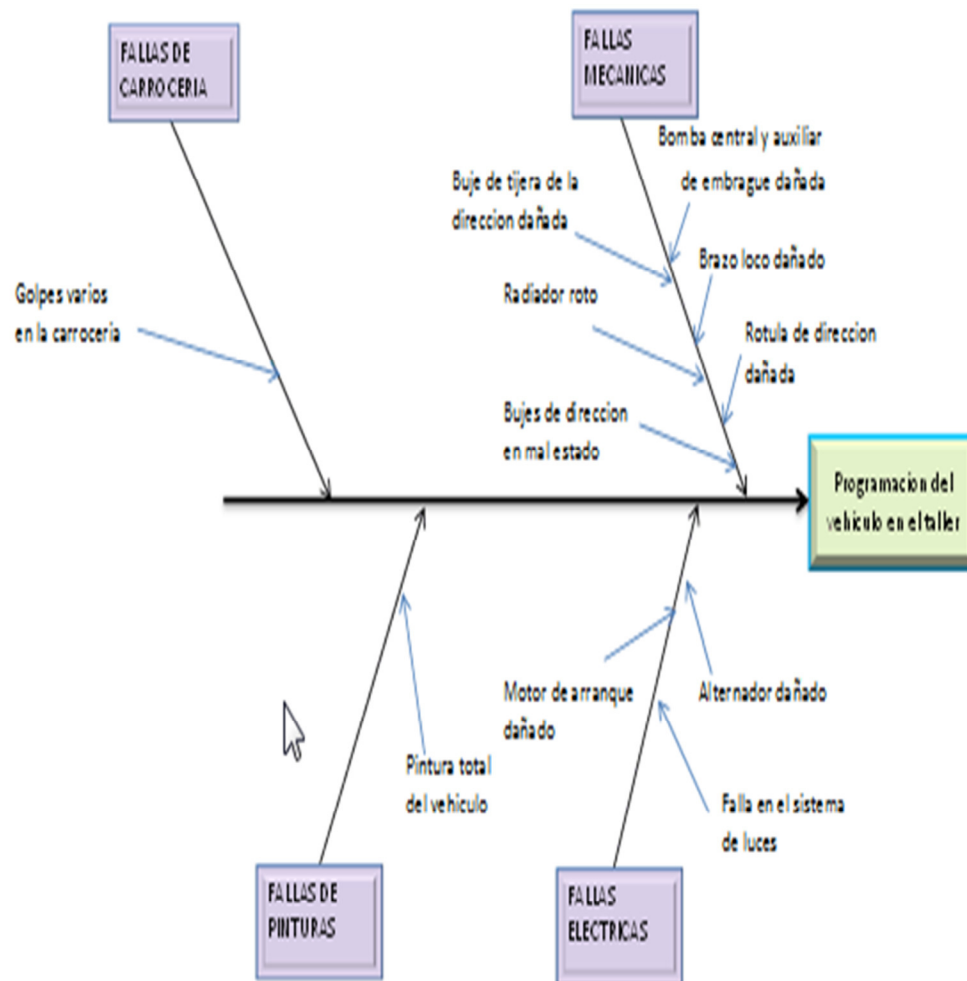 FALLAS DE
CARROCERIA
FALLAS
MECANICAS
Bomba central y auxiliar
de embrague dañada
Buje de tijera de la
direccion dañada
Brazo loco dañado
Golpes varios
en la carroceria
Radiador roto
Rotula de direccion
dañada
Bujes de direccion
en mal estado
Programacion del
vehiculo en el taller
Motor de arranque
dañado
Alternador dañado
Pintura total
del vehiculo
Falla en el sistema
de luces
FALLAS DE
PINTURAS
FALLAS
ELECTRICAS